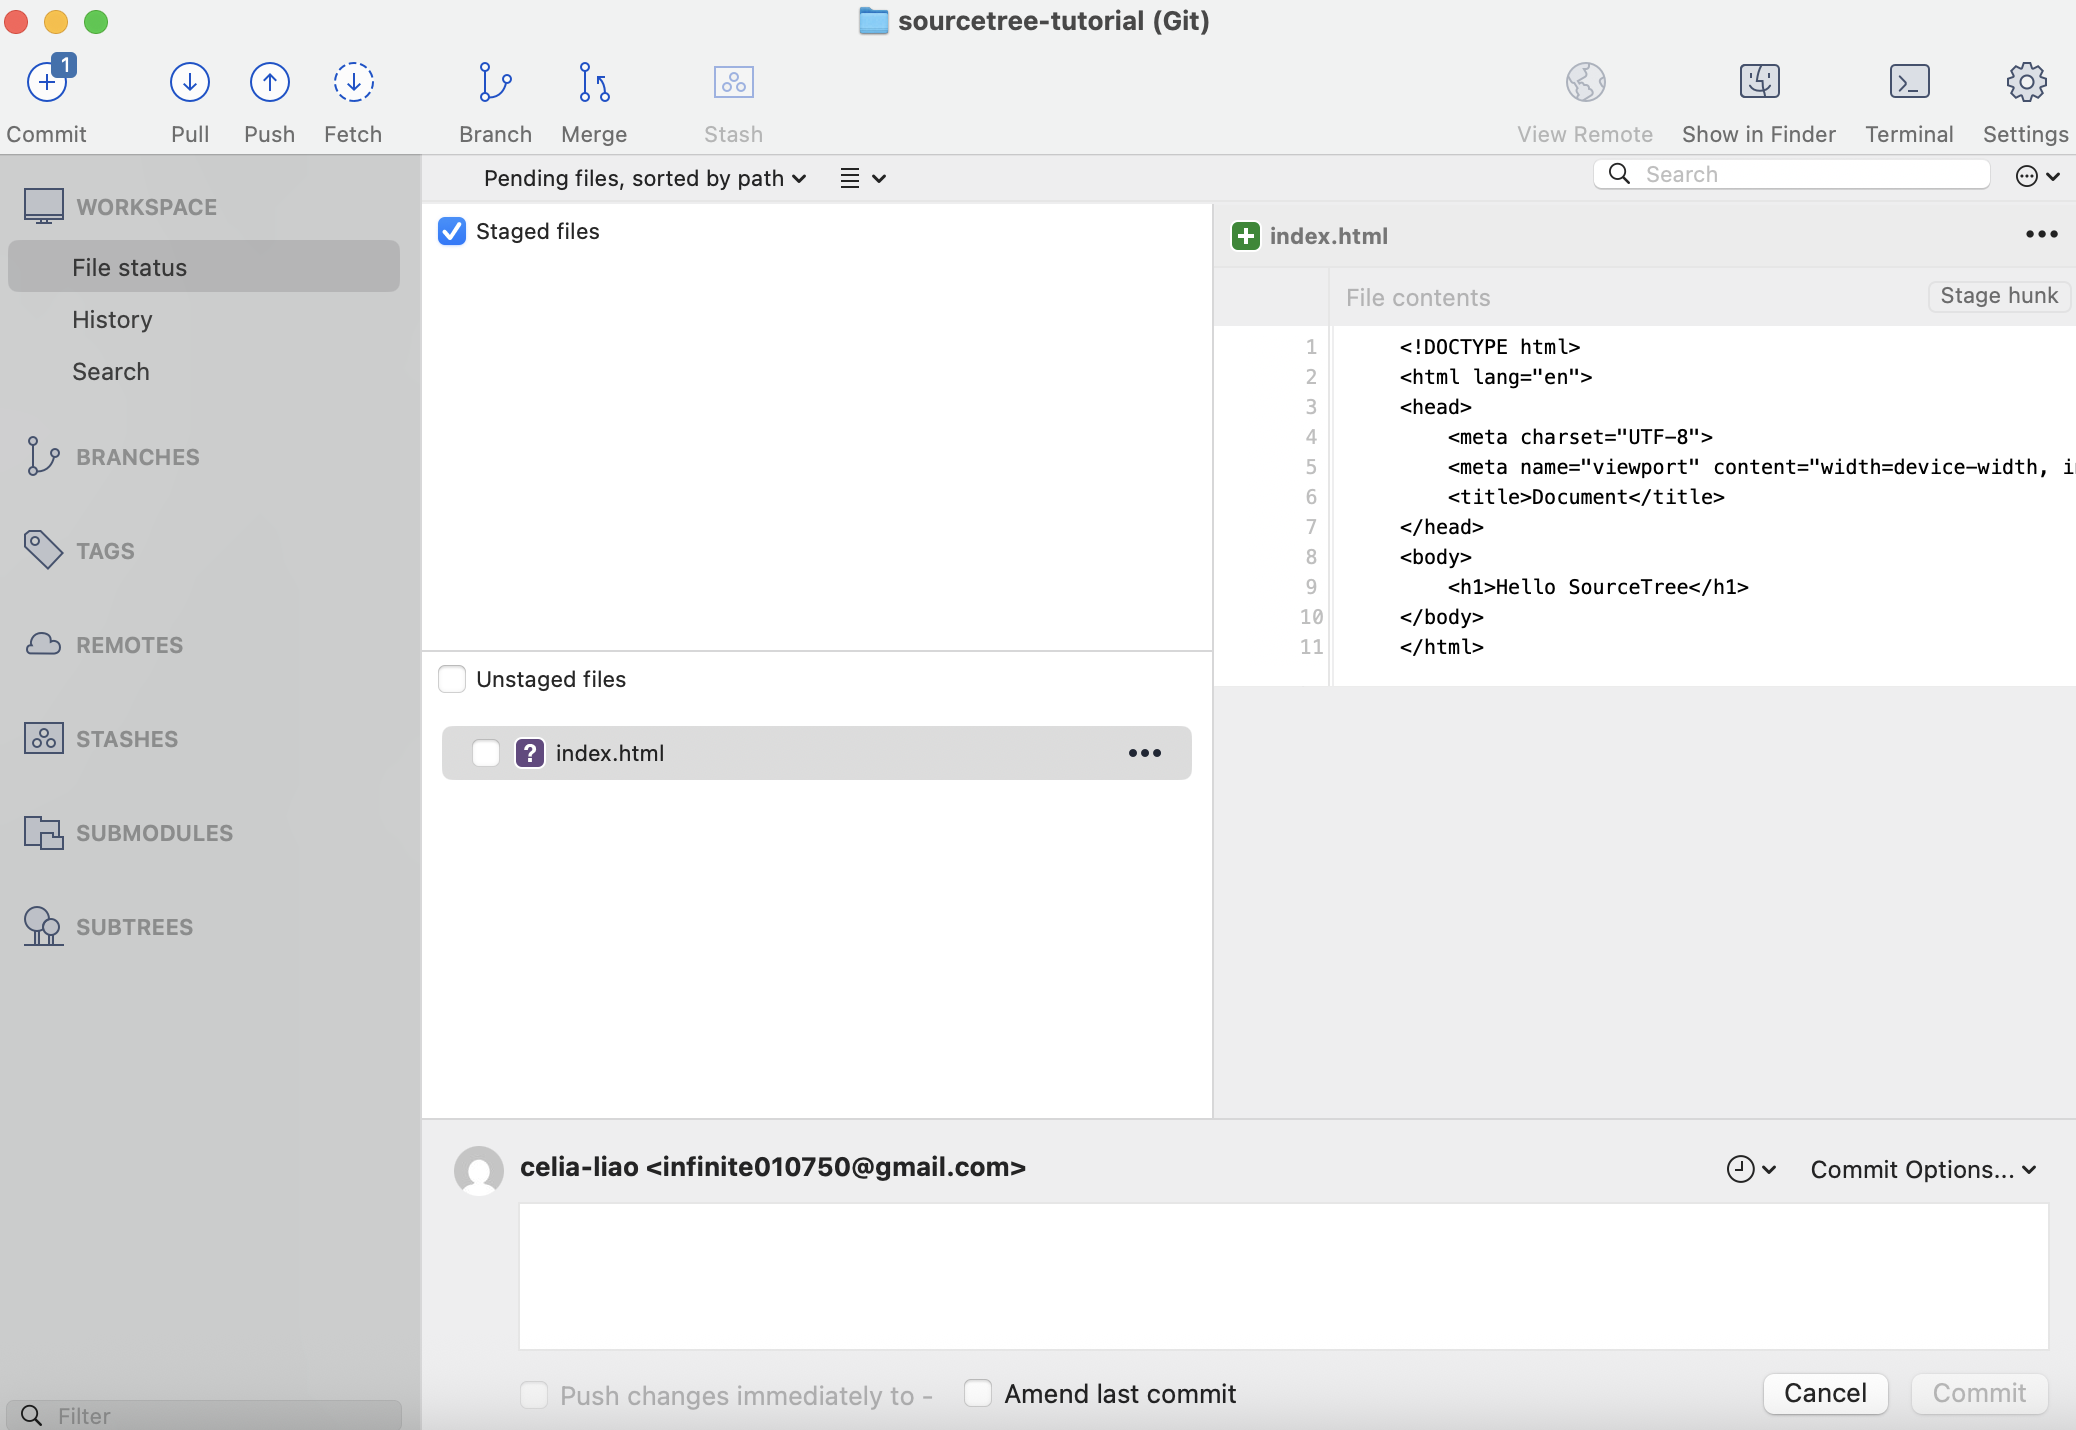 sourcetree-tutorial (Git)
1
Commit
Pull
Push
Fetch
Branch
Merge
Stash
View Remote
Show in Finder
Terminal
Settings
WORKSPACE
File status
History
Search
BRANCHES
TAGS
REMOTES
STASHES
SUBMODULES
SUBTREES
Filter
Pending files, sorted by path
Search
Staged files
Unstaged files
? index.html
index.html
File contents
Stage hunk
1 <!DOCTYPE html>
2 <html lang="en">
3 <head>
4 <meta charset="UTF-8">
5 <meta name="viewport" content="width=device-width,
6 <title>Document</title>
7 </head>
8 <body>
9 <h1>Hello SourceTree</h1>
10 </body>
11 </html>
celia-liao <infinite010750@gmail.com>
Commit Options...
Push changes immediately to -
Amend last commit
Cancel
Commit